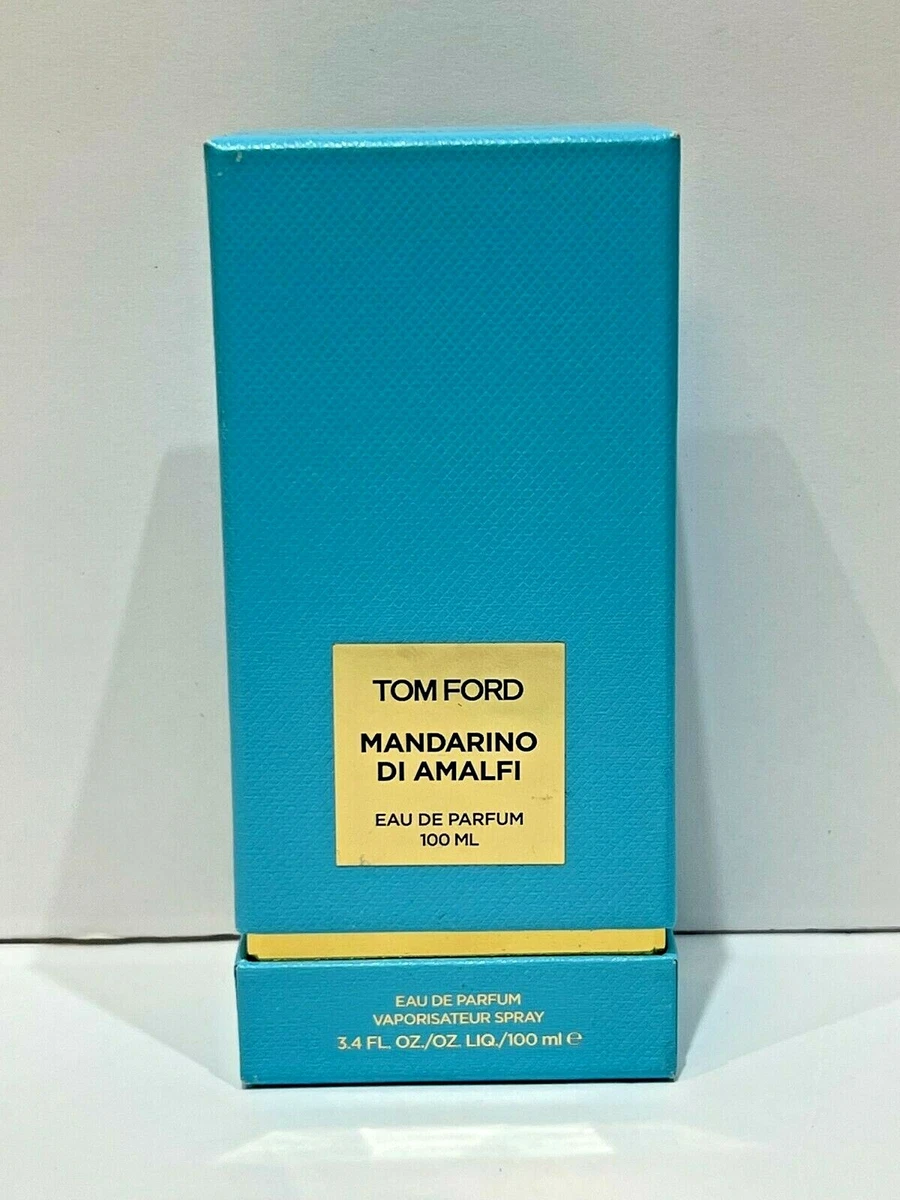 TOM FORD
MANDARINO
DI AMALFI
EAU DE PARFUM
100 ML
EAU DE PARFUM
VAPORISATEUR SPRAY
3.4 FL. OZ./OZ. LIQ./100 ml ℮